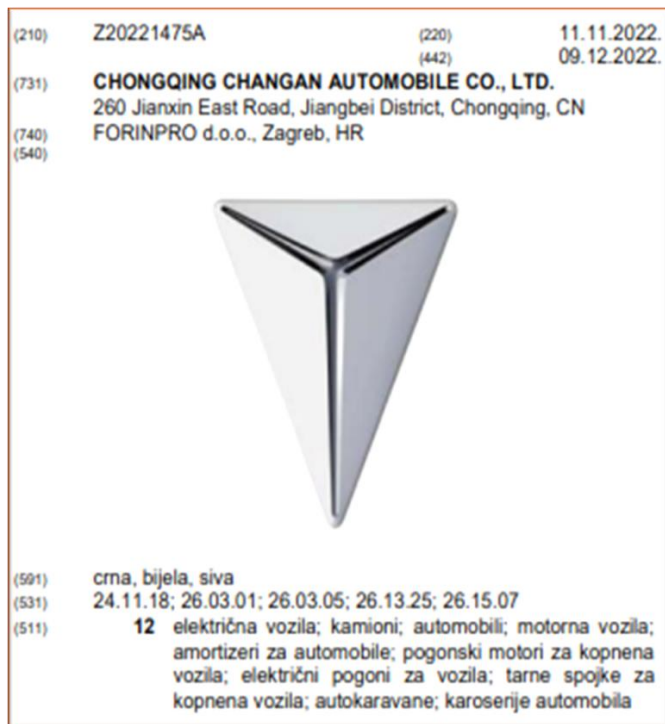 (210) Z20221475A (220) 11.11.2022.
(442) 09.12.2022.
(731) CHONGQING CHANGAN AUTOMOBILE CO., LTD.
260 Jianxin East Road, Jiangbei District, Chongqing, CN
(740) FORINPRO d.o.o., Zagreb, HR
(540)
(591) crna, bijela, siva
(531) 24.11.18; 26.03.01; 26.03.05; 26.13.25; 26.15.07
(511) 12 električna vozila; kamioni; automobili; motorna vozila;
amortizeri za automobile; pogonski motori za kopnena
vozila; električni pogoni za vozila; tarne spojke za
kopnena vozila; autokaravane; karoserije automobila